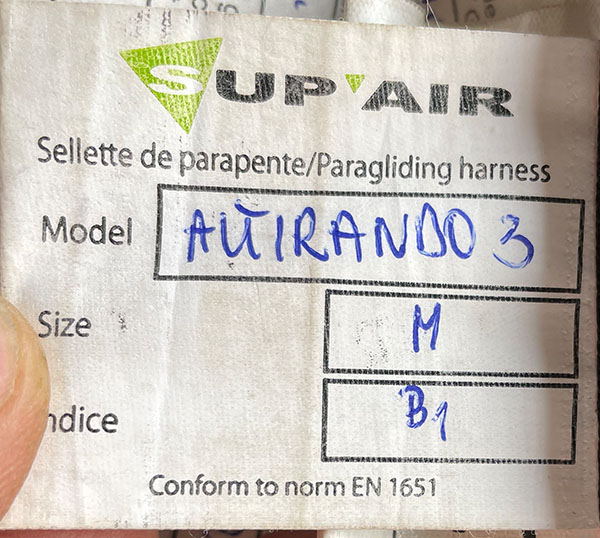 SUP'AIR
Sellette de parapente/Paragliding harness
Model ALTIRANDO 3
Size M
ndice B1
Conform to norm EN 1651